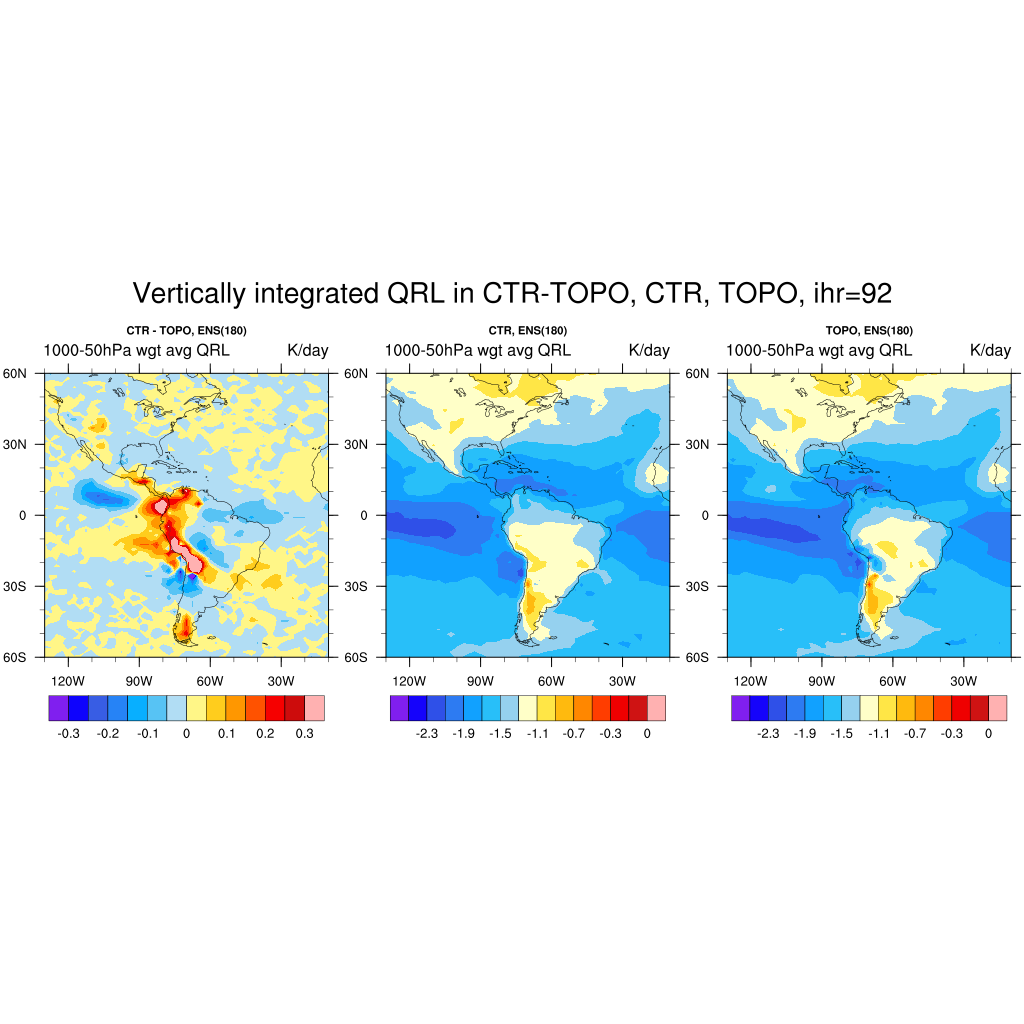 Vertically integrated QRL in CTR-TOPO, CTR, TOPO, ihr=92
CTR - TOPO, ENS(180)
1000-50hPa wgt avg QRL K/day
60N
30N
0
30S
60S
120W 90W 60W 30W
-0.3 -0.2 -0.1 0 0.1 0.2 0.3
CTR, ENS(180)
1000-50hPa wgt avg QRL K/day
60N
30N
0
30S
60S
120W 90W 60W 30W
-2.3 -1.9 -1.5 -1.1 -0.7 -0.3 0
TOPO, ENS(180)
1000-50hPa wgt avg QRL K/day
60N
30N
0
30S
60S
120W 90W 60W 30W
-2.3 -1.9 -1.5 -1.1 -0.7 -0.3 0